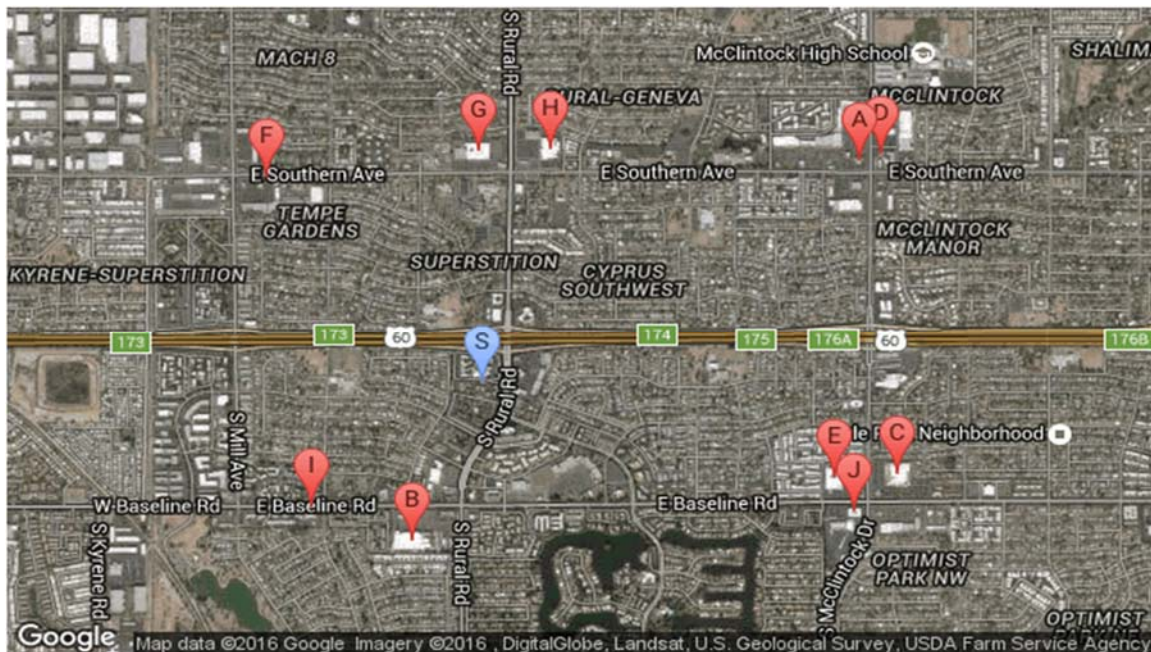 S Rural Rd
MACH 8
McClintock High School
SHALIM
G
H
URAL-GENEVA
MCCLINTOCK
F
A
D
E Southern Ave
E Southern Ave
E Southern Ave
TEMPE
GARDENS
MCCLINTOCK
MANOR
KYRENE-SUPERSTITION
SUPERSTITION
CYPRUS
SOUTHWEST
173
173
60
S
174
175
176A
60
176B
S Rural Rd
S Mill Ave
E
C
Neighborhood
I
J
B
W Baseline Rd
E Baseline Rd
E Baseline Rd
S Kyrene Rd
S Rural Rd
S McClintock Dr
OPTIMIST
PARK NW
OPTIMIST
Google
Map data ©2016 Google Imagery ©2016 , DigitalGlobe, Landsat, U.S. Geological Survey, USDA Farm Service Agency